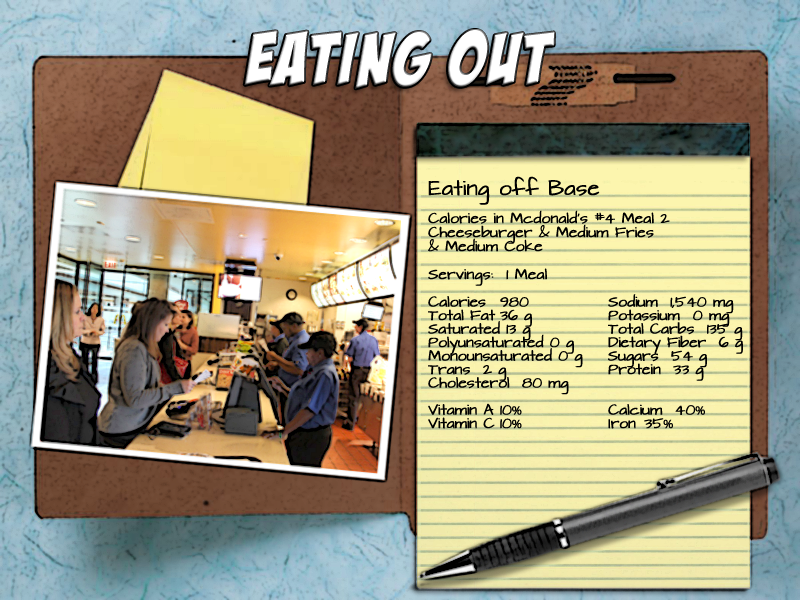 EATING OUT
Eating off Base
Calories in Mcdonald's #4 Meal 2
Cheeseburger & Medium Fries
& Medium Coke
Servings: 1 Meal
Calories 980
Total Fat 36 g
Saturated 13 g
Polyunsaturated 0 g
Monounsaturated 0 g
Trans 2 g
Cholesterol 80 mg
Sodium 1,540 mg
Potassium 0 mg
Total Carbs 135 g
Dietary Fiber 6 g
Sugars 54 g
Protein 33 g
Vitamin A 10%
Vitamin C 10%
Calcium 40%
Iron 35%